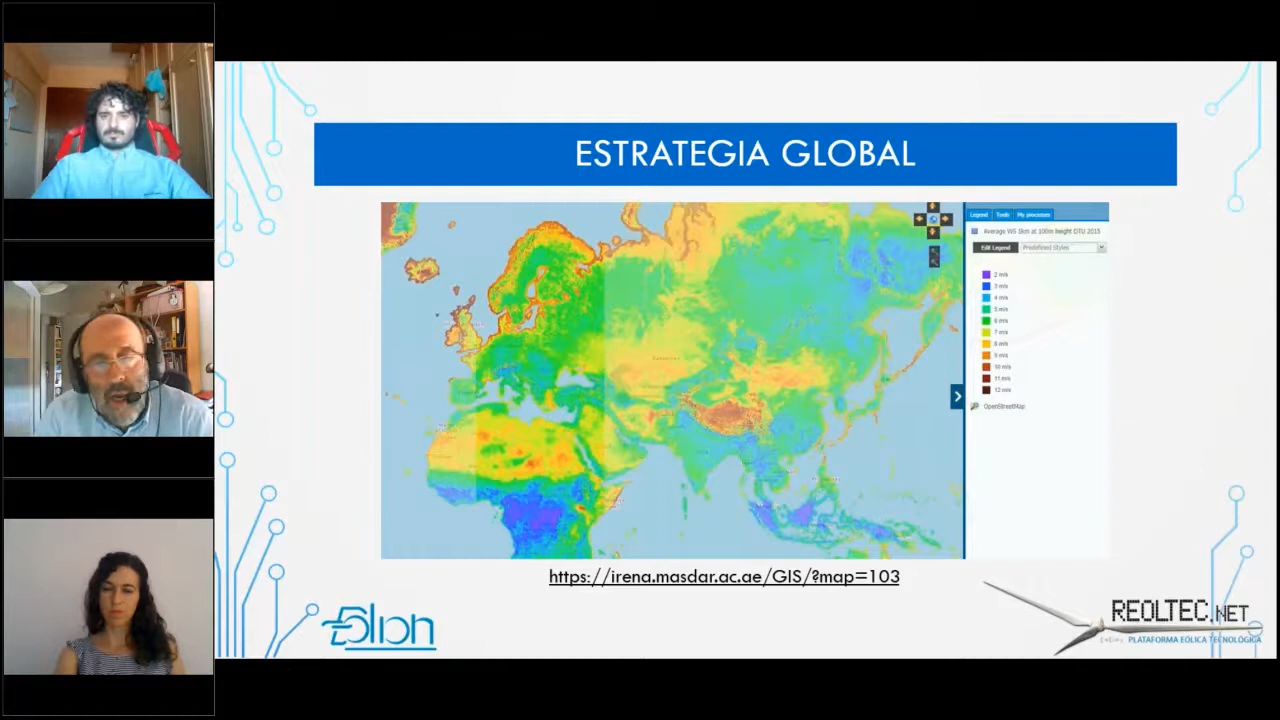 ESTRATEGIA GLOBAL
Legend Tools My processes
Average WS 1km at 100m height DTU 2015
Edit Legend Predefined Styles
2 m/s
3 m/s
4 m/s
5 m/s
6 m/s
7 m/s
8 m/s
9 m/s
10 m/s
11 m/s
12 m/s
OpenStreetMap
https://irena.masdar.ac.ae/GIS/?map=103
Eolion
REOLTEC.NET
PLATAFORMA EÓLICA TECNOLÓGICA